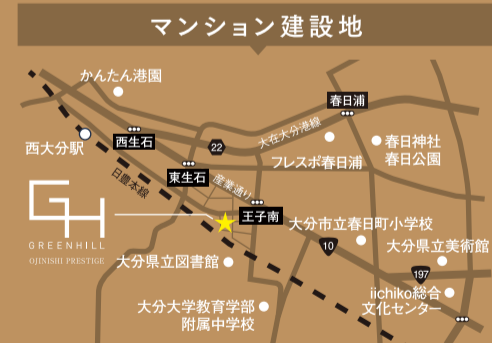 マンション建設地
かんたん港園
春日浦
大在大分港線
西大分駅
西生石
22
春日神社
春日公園
フレスポ春日浦
東生石
日豊本線
産業通り
王子南
GH
GREENHILL
OJINISHI PRESTIGE
大分市立春日町小学校
10
大分県立美術館
大分県立図書館
197
iichiko総合
文化センター
大分大学教育学部
附属中学校